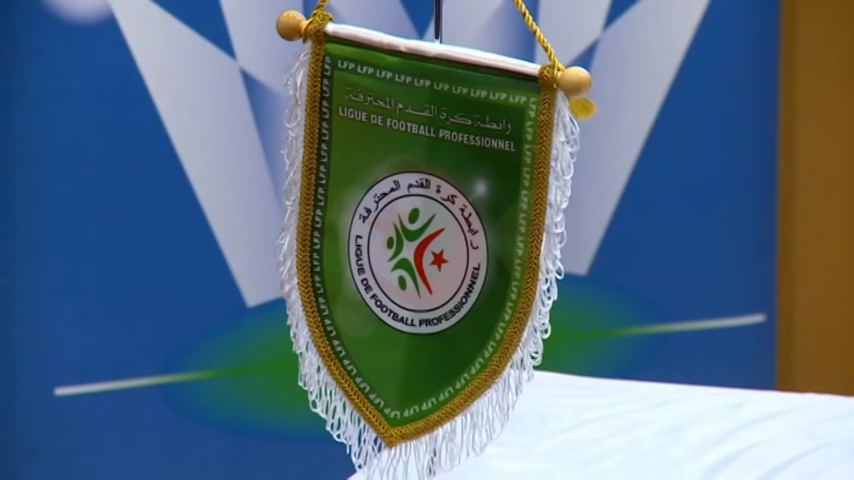 LFP LFP LFP LFP LFP LFP LFP LFP LFP LFP
رابطة كرة القدم المحترفة
LIGUE DE FOOTBALL PROFESSIONNEL
رابطة كرة القدم المحترفة
LIGUE DE FOOTBALL PROFESSIONNEL